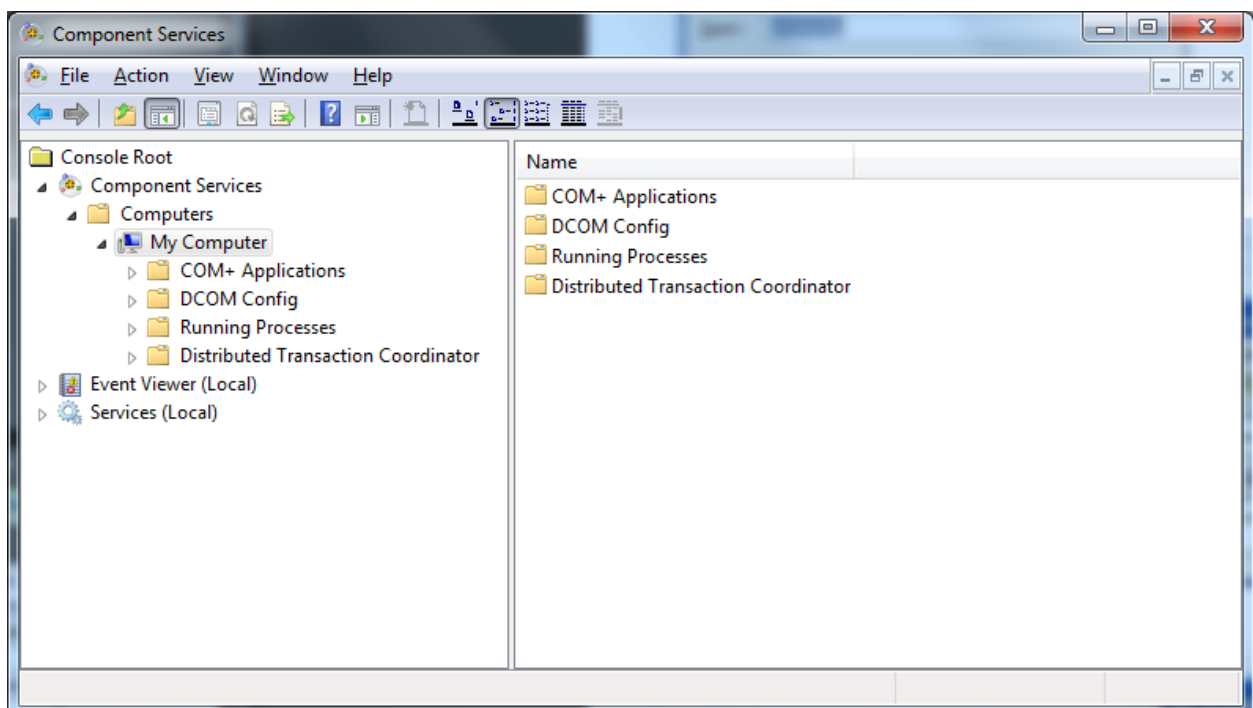 Component Services
File Action View Window Help
Console Root
Component Services
Computers
My Computer
COM+ Applications
DCOM Config
Running Processes
Distributed Transaction Coordinator
Event Viewer (Local)
Services (Local)
Name
COM+ Applications
DCOM Config
Running Processes
Distributed Transaction Coordinator